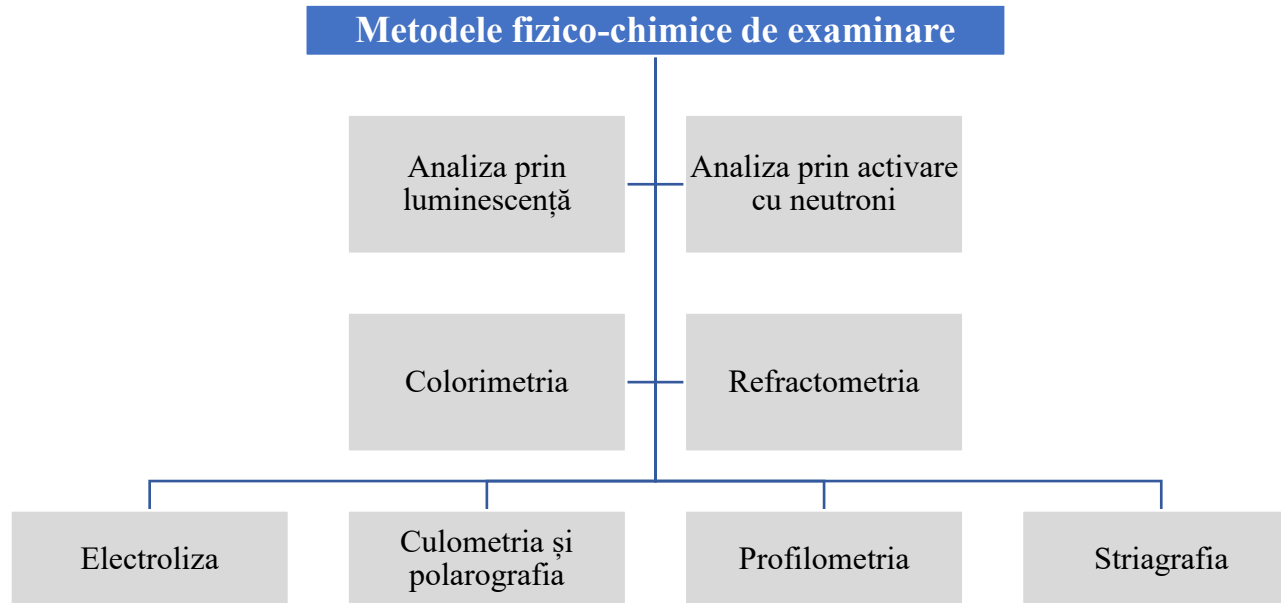 Metodele fizico-chimice de examinare
Analiza prin
luminescență
Analiza prin activare
cu neutroni
Colorimetria
Refractometria
Electroliza
Culometria și
polarografia
Profilometria
Striagrafia